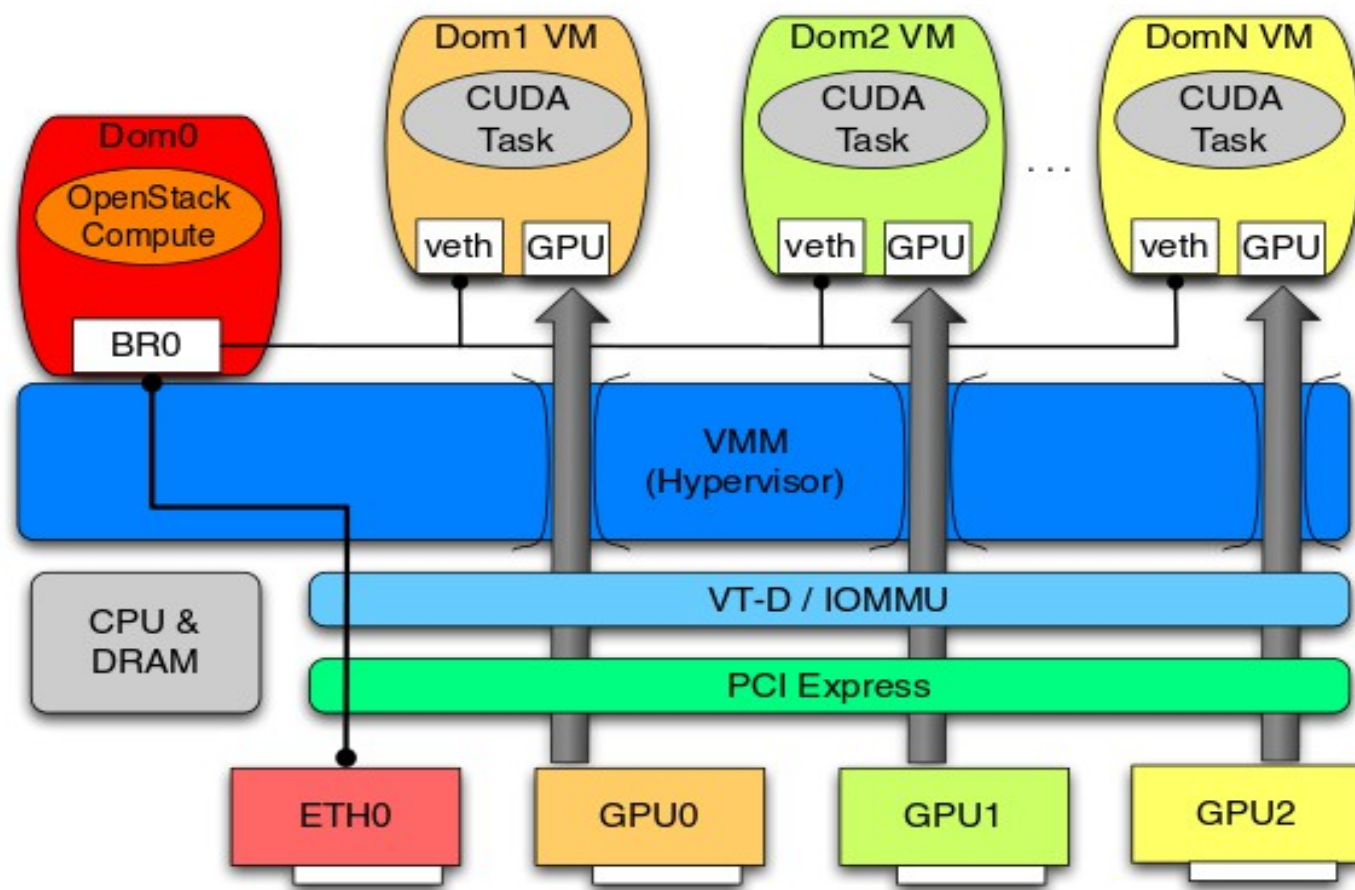 Dom1 VM
CUDA
Task
veth
GPU
Dom2 VM
CUDA
Task
veth
GPU
. . .
DomN VM
CUDA
Task
veth
GPU
Dom0
OpenStack
Compute
BR0
VMM
(Hypervisor)
CPU &
DRAM
VT-D / IOMMU
PCI Express
ETH0
GPU0
GPU1
GPU2